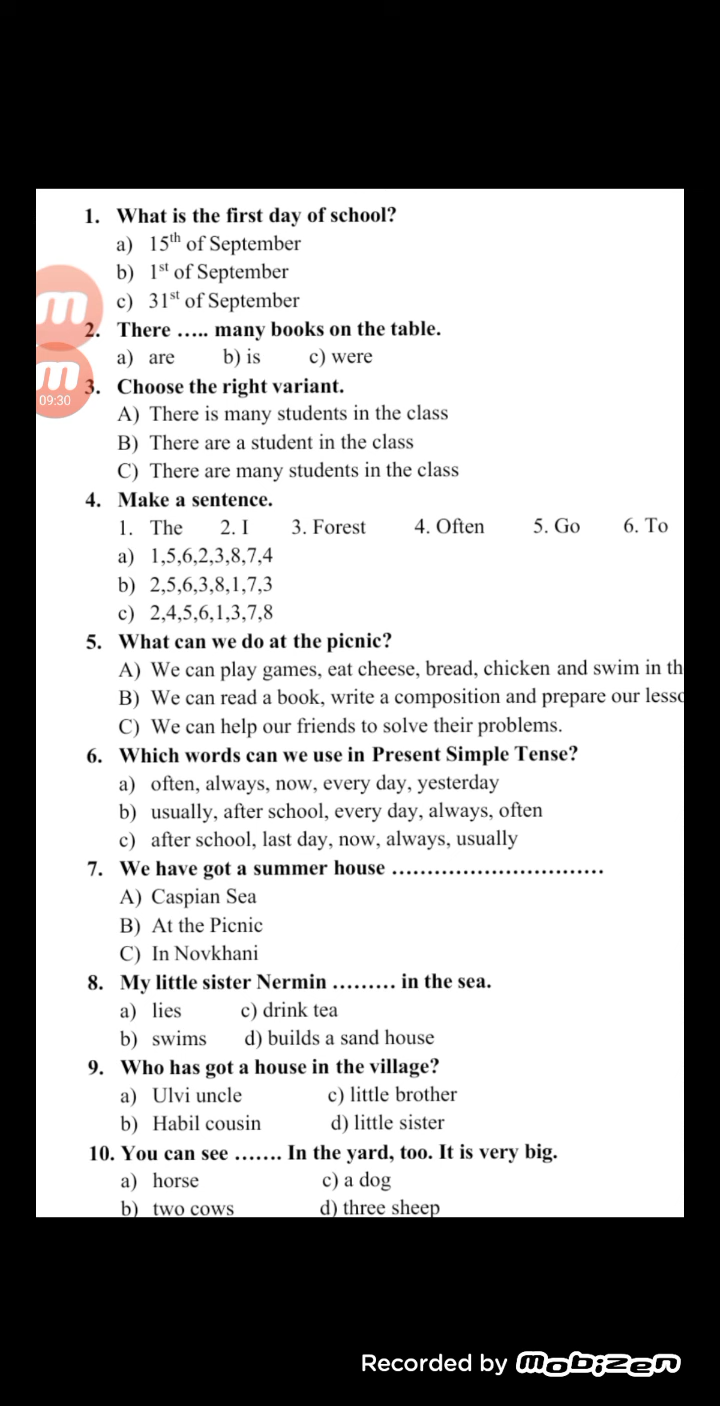 1. What is the first day of school?
a) 15th of September
b) 1st of September
c) 31st of September
2. There ..... many books on the table.
a) are b) is c) were
09:30
3. Choose the right variant.
A) There is many students in the class
B) There are a student in the class
C) There are many students in the class
4. Make a sentence.
1. The 2. I 3. Forest 4. Often 5. Go 6. To
a) 1,5,6,2,3,8,7,4
b) 2,5,6,3,8,1,7,3
c) 2,4,5,6,1,3,7,8
5. What can we do at the picnic?
A) We can play games, eat cheese, bread, chicken and swim in th
B) We can read a book, write a composition and prepare our lesso
C) We can help our friends to solve their problems.
6. Which words can we use in Present Simple Tense?
a) often, always, now, every day, yesterday
b) usually, after school, every day, always, often
c) after school, last day, now, always, usually
7. We have got a summer house ..............................
A) Caspian Sea
B) At the Picnic
C) In Novkhani
8. My little sister Nermin ......... in the sea.
a) lies c) drink tea
b) swims d) builds a sand house
9. Who has got a house in the village?
a) Ulvi uncle c) little brother
b) Habil cousin d) little sister
10. You can see ....... In the yard, too. It is very big.
a) horse c) a dog
b) two cows d) three sheep
Recorded by Mobizen